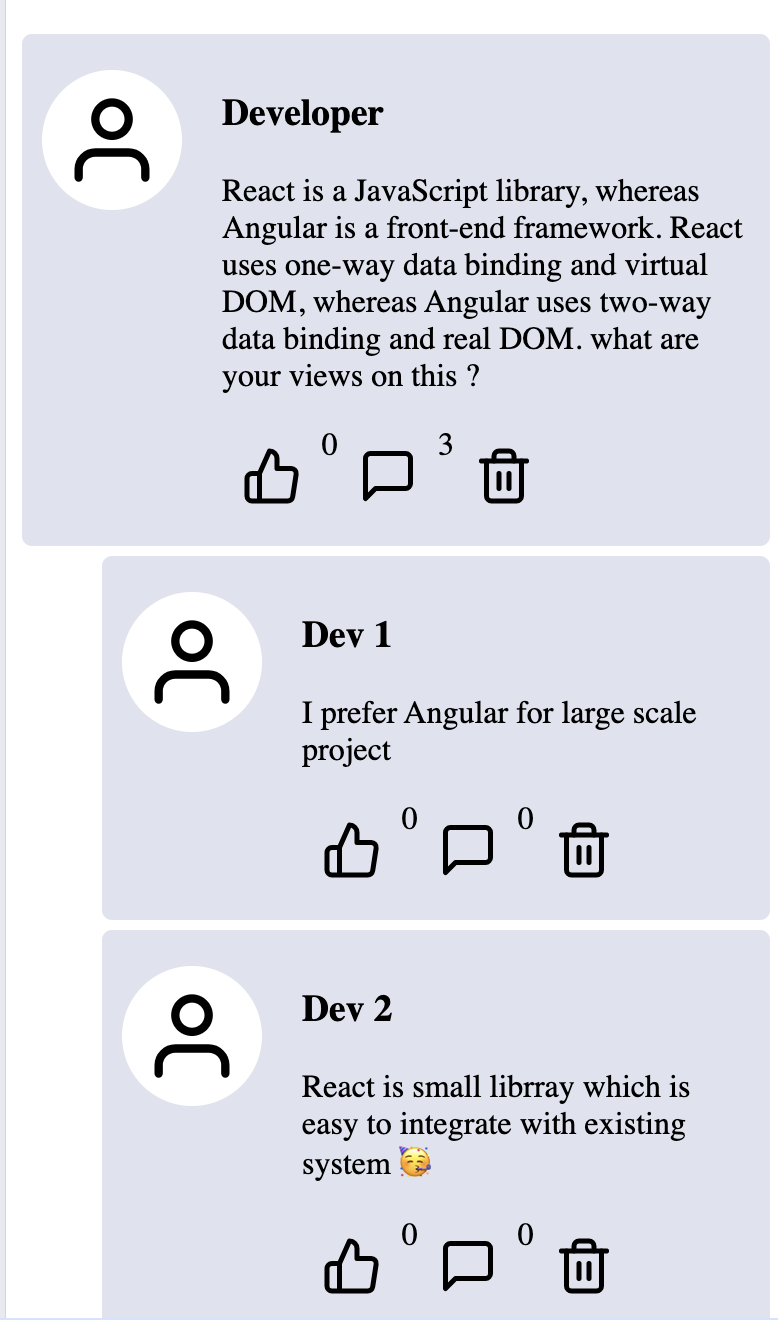 Developer
React is a JavaScript library, whereas
Angular is a front-end framework. React
uses one-way data binding and virtual
DOM, whereas Angular uses two-way
data binding and real DOM. what are
your views on this ?
0 3
Dev 1
I prefer Angular for large scale
project
0 0
Dev 2
React is small librray which is
easy to integrate with existing
system 🥳
0 0